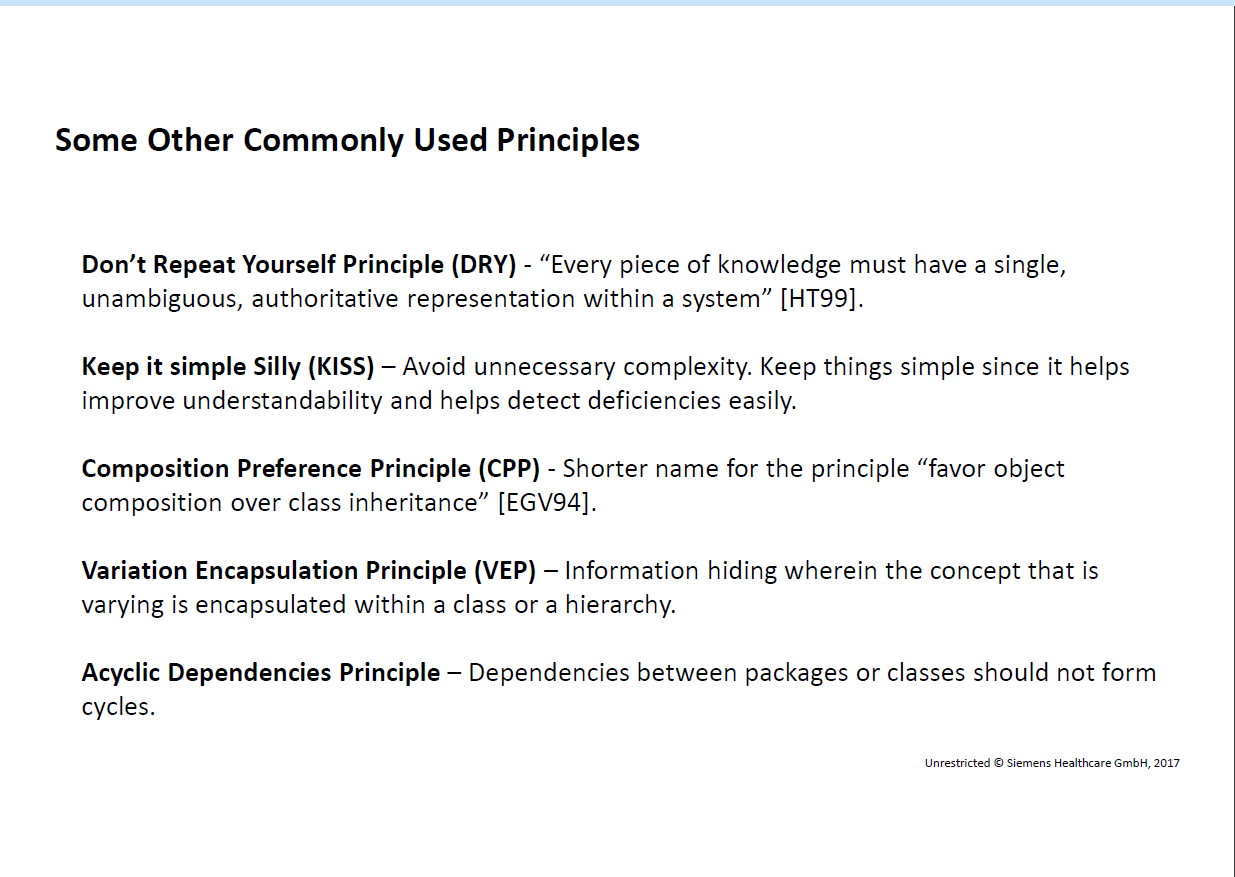 Some Other Commonly Used Principles
Don’t Repeat Yourself Principle (DRY) - “Every piece of knowledge must have a single,
unambiguous, authoritative representation within a system” [HT99].
Keep it simple Silly (KISS) – Avoid unnecessary complexity. Keep things simple since it helps
improve understandability and helps detect deficiencies easily.
Composition Preference Principle (CPP) - Shorter name for the principle “favor object
composition over class inheritance” [EGV94].
Variation Encapsulation Principle (VEP) – Information hiding wherein the concept that is
varying is encapsulated within a class or a hierarchy.
Acyclic Dependencies Principle – Dependencies between packages or classes should not form
cycles.
Unrestricted © Siemens Healthcare GmbH, 2017